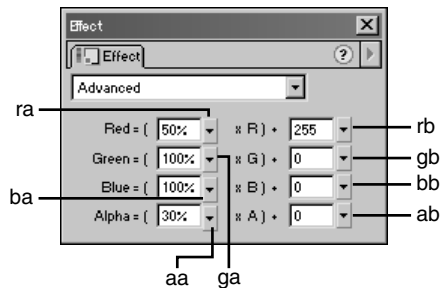 Effect
Effect ?
Advanced
ra
Red = ( 50% x R ) + 255 rb
Green = ( 100% x G ) + 0 gb
Blue = ( 100% x B ) + 0 bb
ba
Alpha = ( 30% x A ) + 0 ab
aa ga